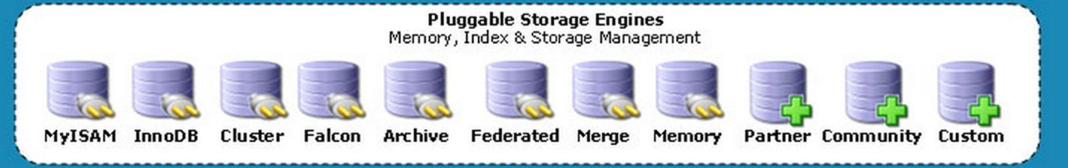 Pluggable Storage Engines
Memory, Index & Storage Management
MyISAM InnoDB Cluster Falcon Archive Federated Merge Memory Partner Community Custom